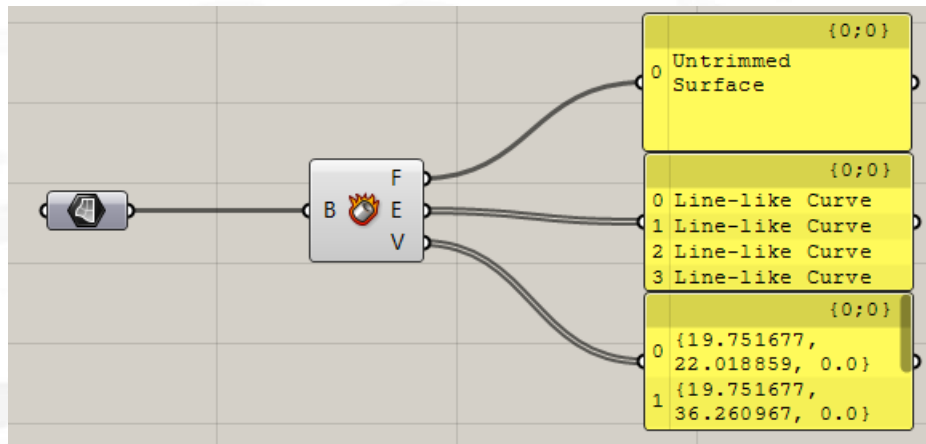 {0;0}
0 Untrimmed
Surface
F
B E
V
{0;0}
0 Line-like Curve
1 Line-like Curve
2 Line-like Curve
3 Line-like Curve
{0;0}
0 {19.751677,
22.018859, 0.0}
1 {19.751677,
36.260967, 0.0}